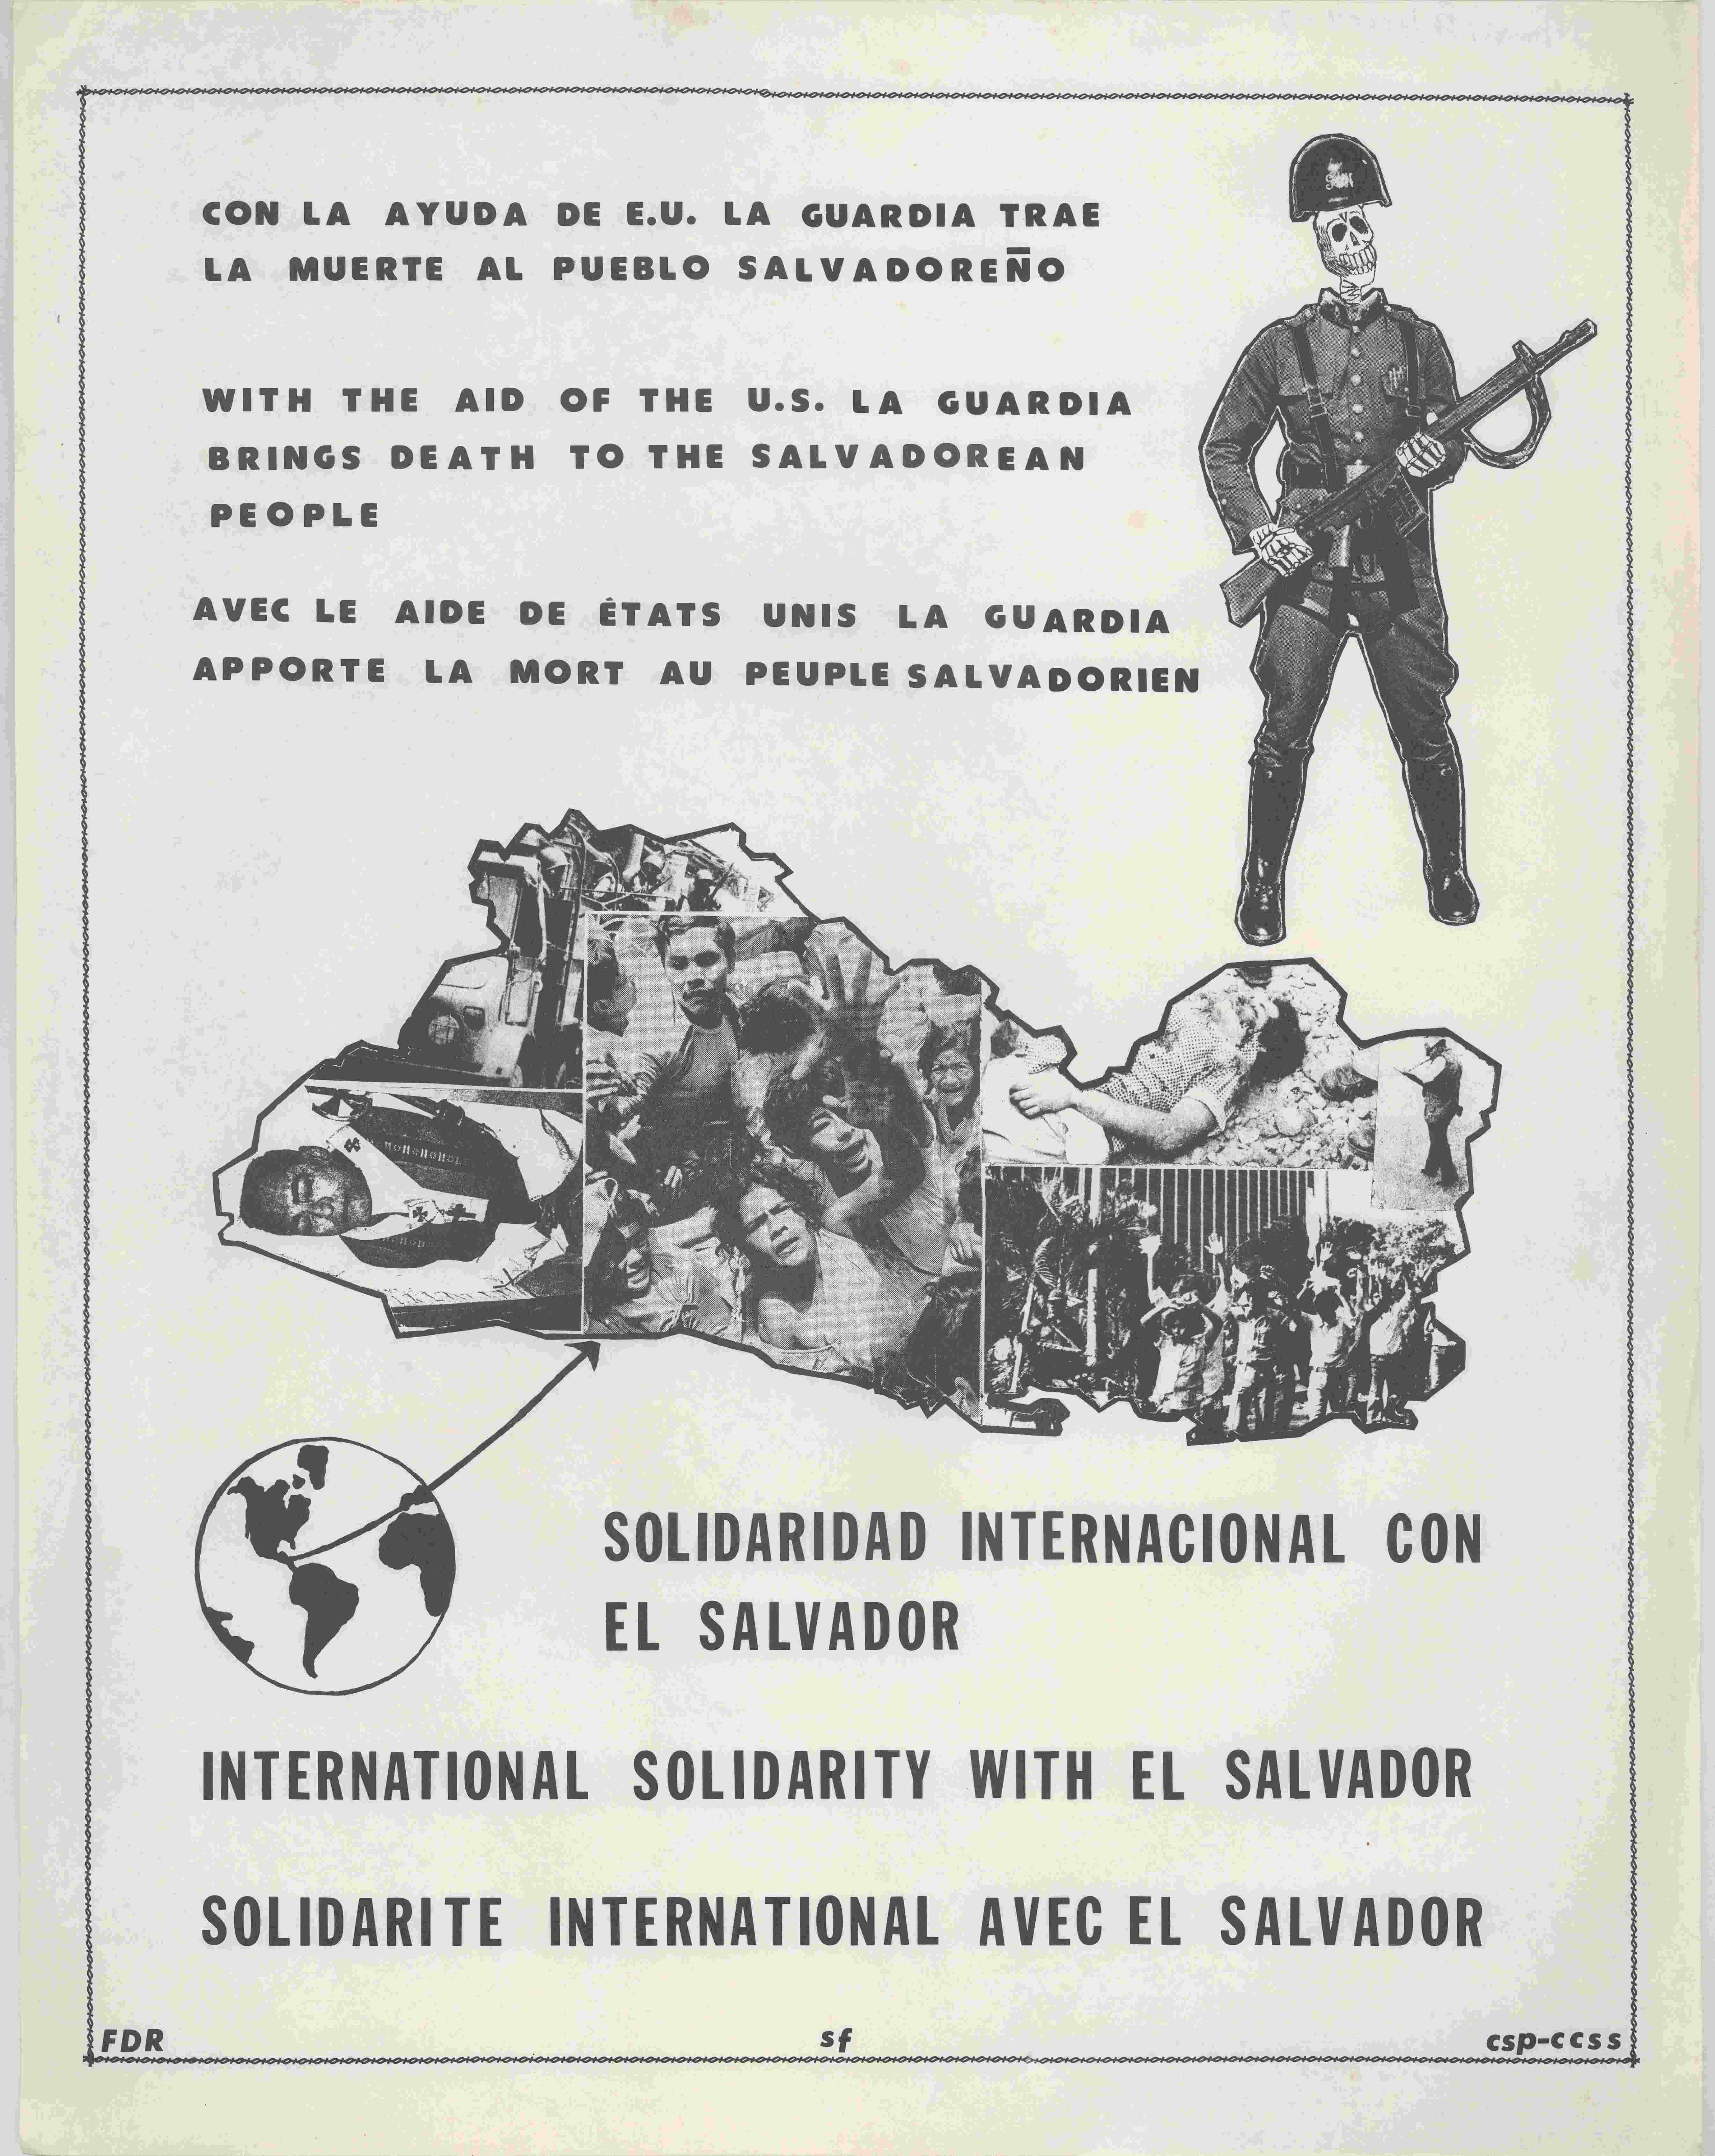 GN
CON LA AYUDA DE E.U. LA GUARDIA TRAE
LA MUERTE AL PUEBLO SALVADOREÑO
WITH THE AID OF THE U.S. LA GUARDIA
BRINGS DEATH TO THE SALVADOREAN
PEOPLE
AVEC LE AIDE DE ÉTATS UNIS LA GUARDIA
APPORTE LA MORT AU PEUPLE SALVADORIEN
SOLIDARIDAD INTERNACIONAL CON
EL SALVADOR
INTERNATIONAL SOLIDARITY WITH EL SALVADOR
SOLIDARITE INTERNATIONAL AVEC EL SALVADOR
FDR sf csp-ccss